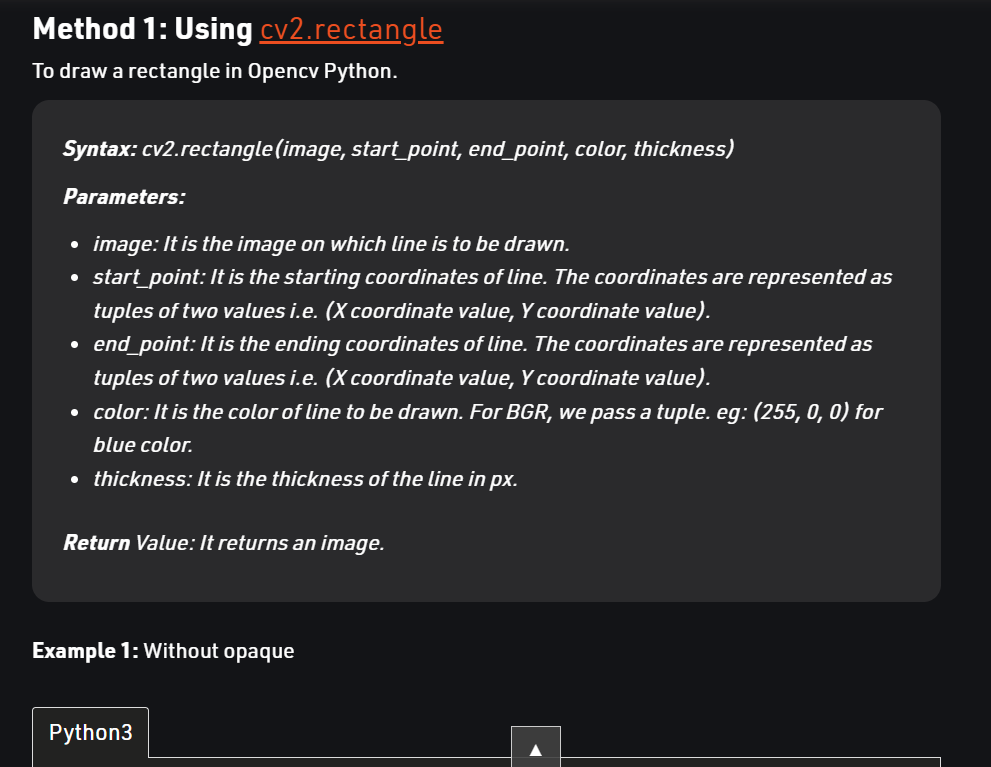 Method 1: Using cv2.rectangle
To draw a rectangle in Opencv Python.
Syntax: cv2.rectangle(image, start_point, end_point, color, thickness)
Parameters:
• image: It is the image on which line is to be drawn.
• start_point: It is the starting coordinates of line. The coordinates are represented as
tuples of two values i.e. (X coordinate value, Y coordinate value).
• end_point: It is the ending coordinates of line. The coordinates are represented as
tuples of two values i.e. (X coordinate value, Y coordinate value).
• color: It is the color of line to be drawn. For BGR, we pass a tuple. eg: (255, 0, 0) for
blue color.
• thickness: It is the thickness of the line in px.
Return Value: It returns an image.
Example 1: Without opaque
Python3